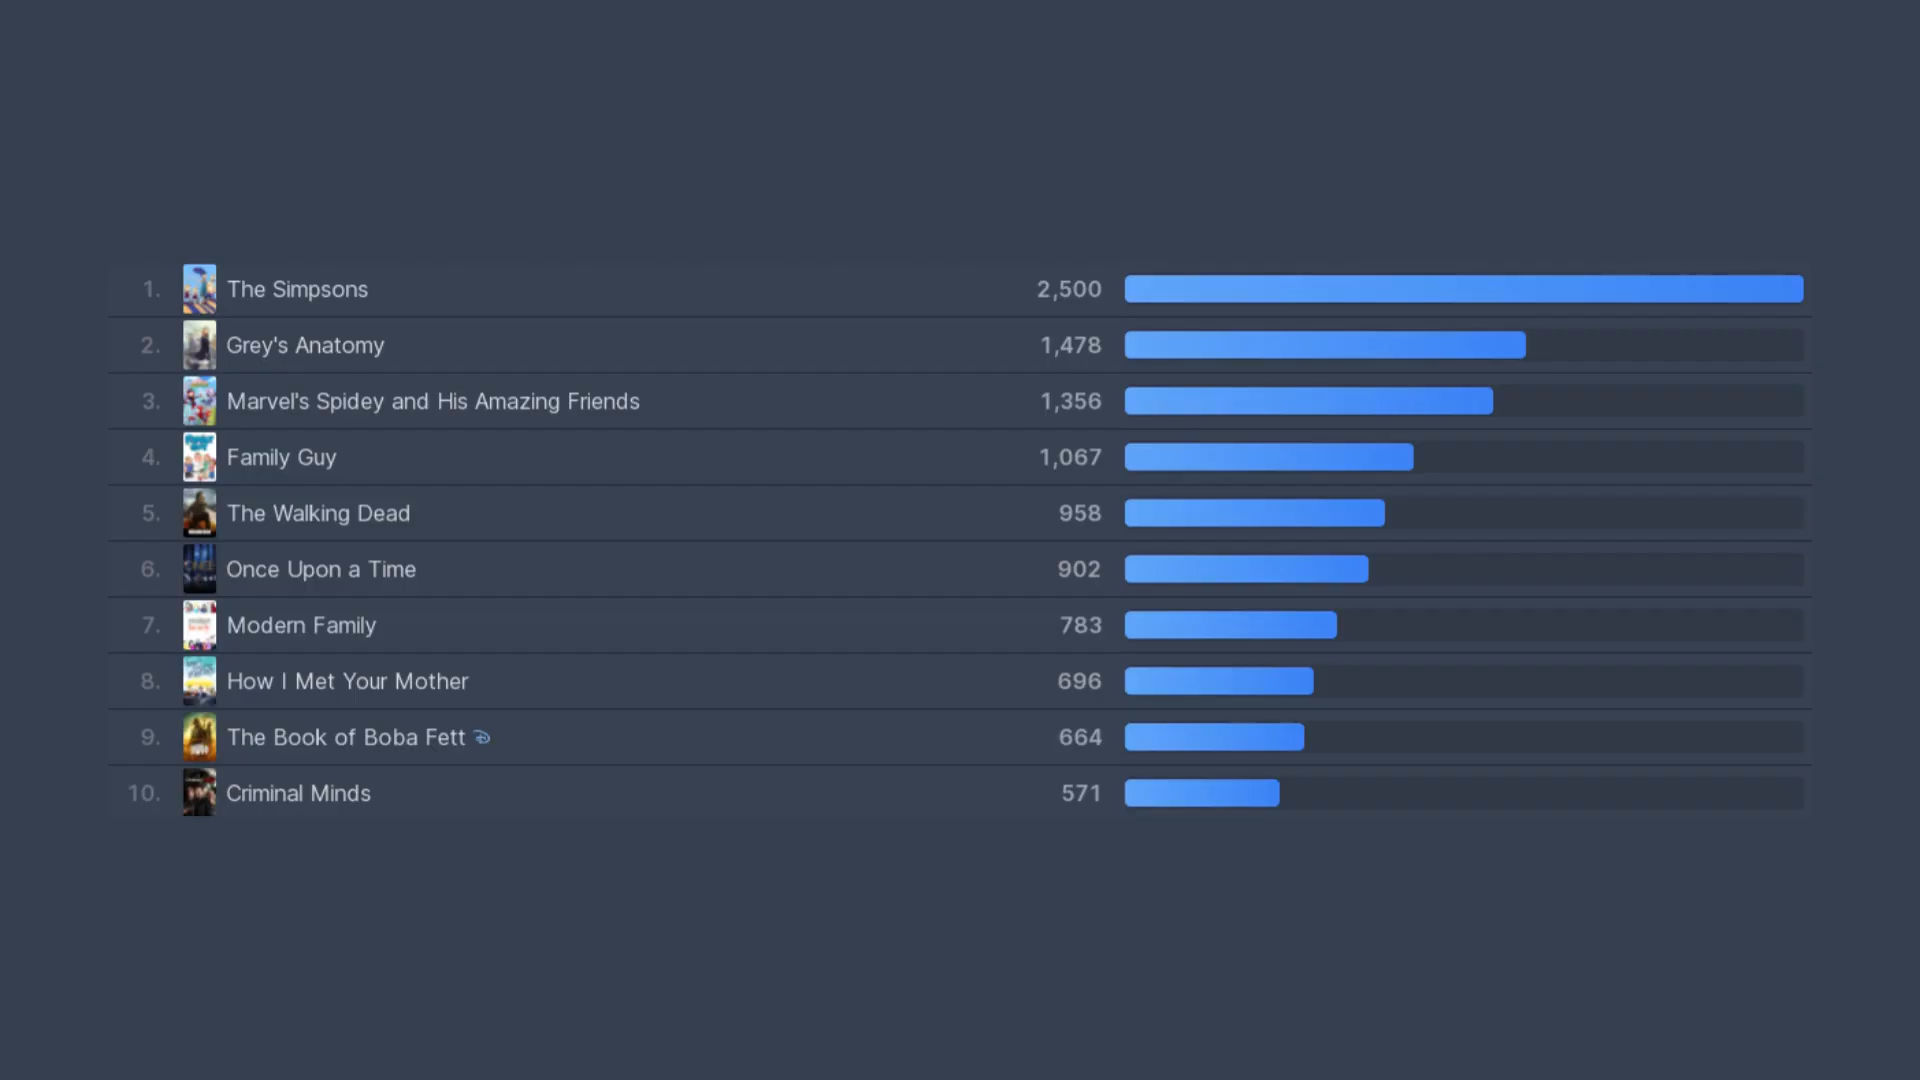 1. The Simpsons 2,500
2. Grey's Anatomy 1,478
3. Marvel's Spidey and His Amazing Friends 1,356
4. Family Guy 1,067
5. The Walking Dead 958
6. Once Upon a Time 902
7. Modern Family 783
8. How I Met Your Mother 696
9. The Book of Boba Fett 664
10. Criminal Minds 571